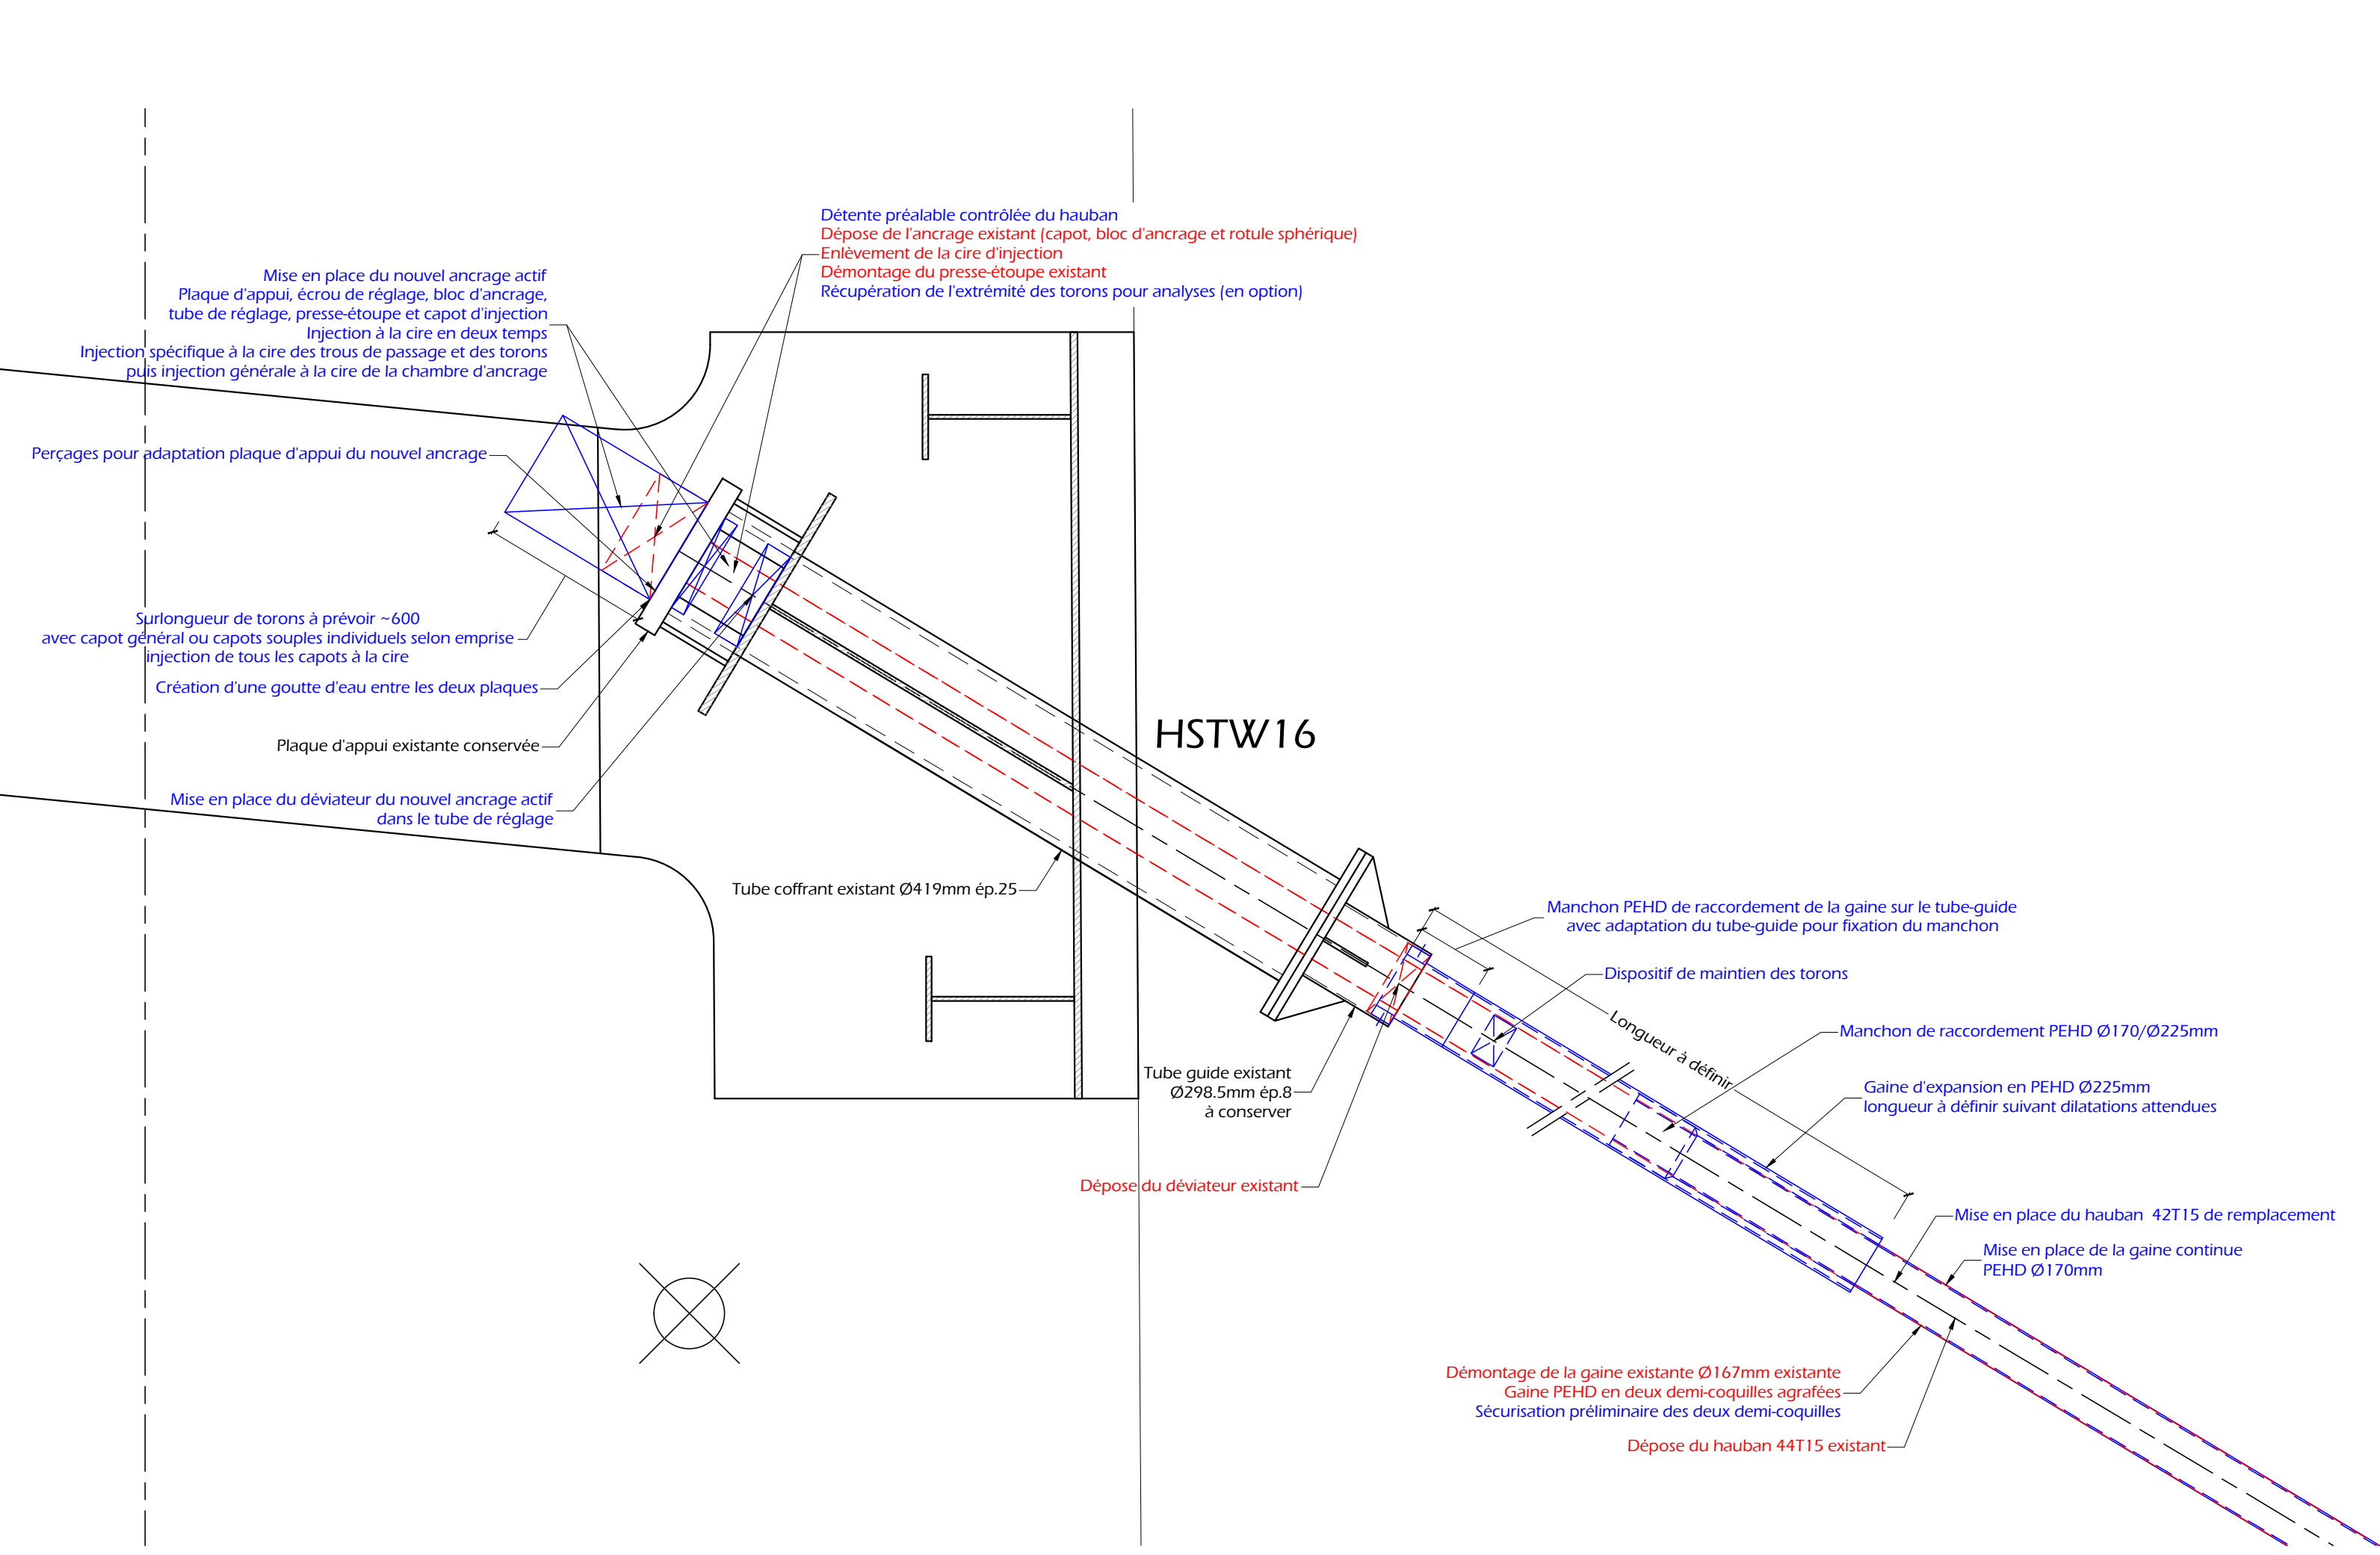 Détente préalable contrôlée du hauban
Dépose de l'ancrage existant (capot, bloc d'ancrage et rotule sphérique)
Enlèvement de la cire d'injection
Démontage du presse-étoupe existant
Récupération de l'extrémité des torons pour analyses (en option)
Mise en place du nouvel ancrage actif
Plaque d'appui, écrou de réglage, bloc d'ancrage,
tube de réglage, presse-étoupe et capot d'injection
Injection à la cire en deux temps
Injection spécifique à la cire des trous de passage et des torons
puis injection générale à la cire de la chambre d'ancrage
Perçages pour adaptation plaque d'appui du nouvel ancrage
Surlongueur de torons à prévoir ~600
avec capot général ou capots souples individuels selon emprise
injection de tous les capots à la cire
Création d'une goutte d'eau entre les deux plaques
Plaque d'appui existante conservée
Mise en place du déviateur du nouvel ancrage actif
dans le tube de réglage
HSTW16
Tube coffrant existant Ø419mm ép.25
Manchon PEHD de raccordement de la gaine sur le tube-guide
avec adaptation du tube-guide pour fixation du manchon
Dispositif de maintien des torons
Longueur à définir
Manchon de raccordement PEHD Ø170/Ø225mm
Tube guide existant
Ø298.5mm ép.8
à conserver
Gaine d'expansion en PEHD Ø225mm
longueur à définir suivant dilatations attendues
Dépose du déviateur existant
Mise en place du hauban 42T15 de remplacement
Mise en place de la gaine continue
PEHD Ø170mm
Démontage de la gaine existante Ø167mm existante
Gaine PEHD en deux demi-coquilles agrafées
Sécurisation préliminaire des deux demi-coquilles
Dépose du hauban 44T15 existant